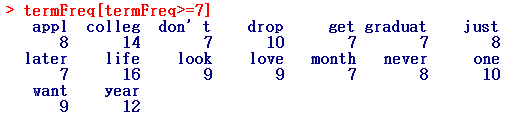 > termFreq[termFreq>=7]
appl colleg don't drop get graduat just
8 14 7 10 7 7 8
later life look love month never one
7 16 9 9 7 8 10
want year
9 12